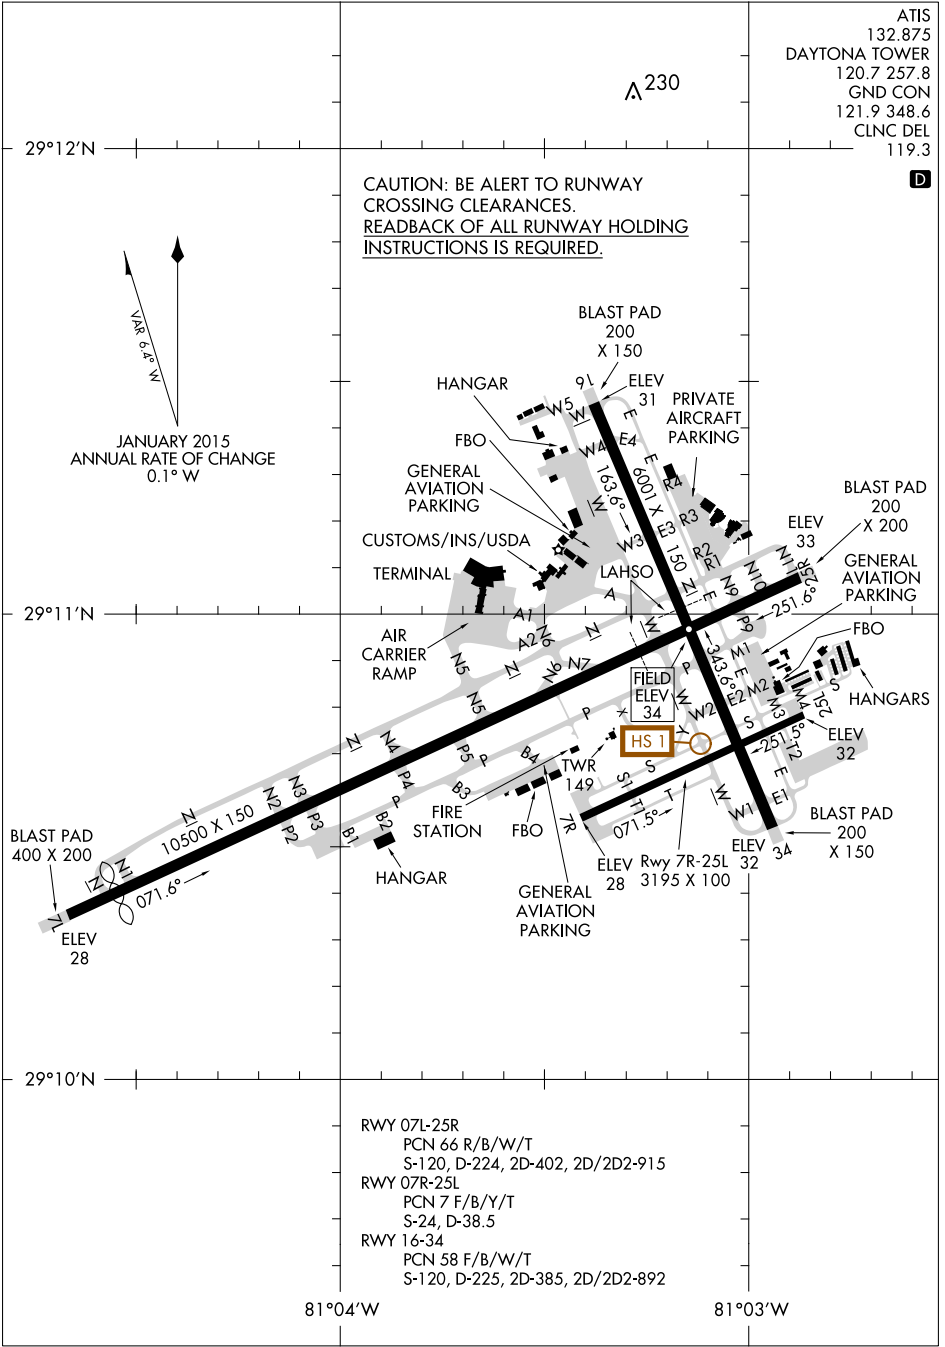 ATIS
132.875
DAYTONA TOWER
120.7 257.8
GND CON
121.9 348.6
CLNC DEL
119.3
D
230
29°12'N
CAUTION: BE ALERT TO RUNWAY
CROSSING CLEARANCES.
READBACK OF ALL RUNWAY HOLDING
INSTRUCTIONS IS REQUIRED.
VAR 6.4° W
JANUARY 2015
ANNUAL RATE OF CHANGE
0.1° W
BLAST PAD
200
X 150
16
ELEV
31
HANGAR
W5
W
E
PRIVATE
AIRCRAFT
PARKING
FBO
W4
E4
E
GENERAL
AVIATION
PARKING
163.6°
6001 X 150
R4
W
E3
R3
BLAST PAD
200
X 200
ELEV
33
CUSTOMS/INS/USDA
W3
R2
R1
TERMINAL
LAHSO
N
E
N9
N10
N11
25R
GENERAL
AVIATION
PARKING
29°11'N
A
A1
A2
N6
N
W
251.6°
P9
FBO
AIR
CARRIER
RAMP
N5
N
N6
N7
P
343.6°
M1
E
M2
HANGARS
FIELD
ELEV
34
W
W2
E2
M3
M4
S
25L
N5
P
X
Y
S
HS 1
251.5°
T2
ELEV
32
N
N4
P5
P
B4
TWR
149
S
P4
B3
S1
T1
T
E
E1
N3
N2
P
FIRE
STATION
FBO
7R
071.5°
W
W1
N
10500 X 150
P2
P3
B1
B2
BLAST PAD
400 X 200
HANGAR
ELEV
28
Rwy 7R-25L
3195 X 100
ELEV
32
34
BLAST PAD
200
X 150
N
N1
071.6°
GENERAL
AVIATION
PARKING
7L
ELEV
28
29°10'N
RWY 07L-25R
PCN 66 R/B/W/T
S-120, D-224, 2D-402, 2D/2D2-915
RWY 07R-25L
PCN 7 F/B/Y/T
S-24, D-38.5
RWY 16-34
PCN 58 F/B/W/T
S-120, D-225, 2D-385, 2D/2D2-892
81°04'W
81°03'W